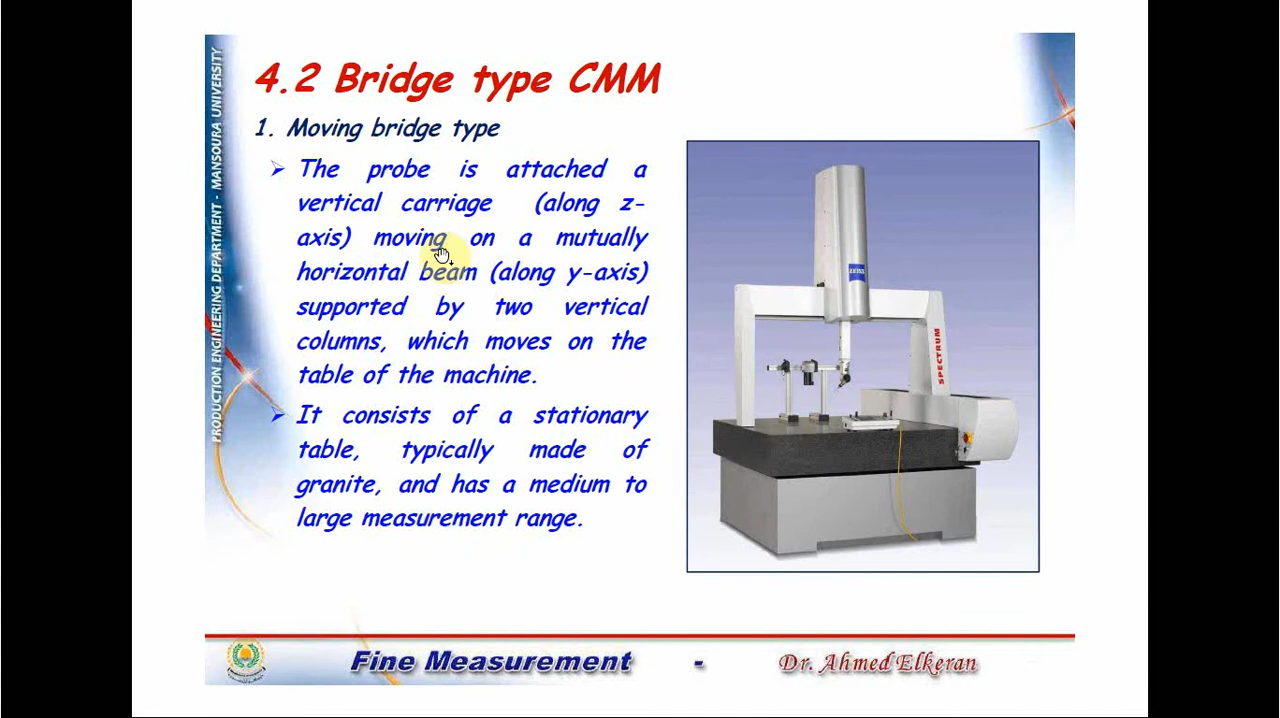 PRODUCTION ENGINEERING DEPARTMENT - MANSOURA UNIVERSITY
4.2 Bridge type CMM
1. Moving bridge type
The probe is attached a
vertical carriage (along z-
axis) moving on a mutually
horizontal beam (along y-axis)
supported by two vertical
columns, which moves on the
table of the machine.
It consists of a stationary
table, typically made of
granite, and has a medium to
large measurement range.
ZEISS
SPECTRUM
Fine Measurement - Dr. Ahmed Elkeran